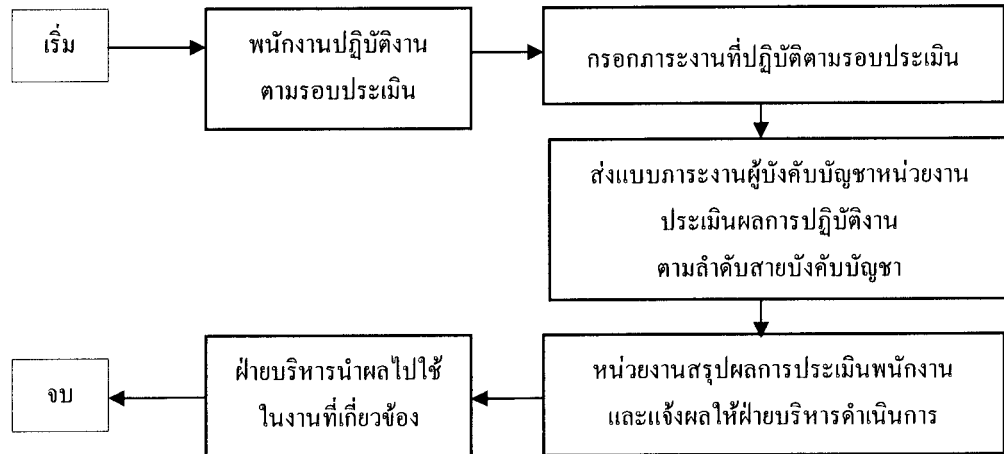 เริ่ม
พนักงานปฏิบัติงาน
ตามรอบประเมิน
กรอกภาระงานที่ปฏิบัติตามรอบประเมิน
ส่งแบบภาระงานผู้บังคับบัญชาหน่วยงาน
ประเมินผลการปฏิบัติงาน
ตามลำดับสายบังคับบัญชา
หน่วยงานสรุปผลการประเมินพนักงาน
และแจ้งผลให้ฝ่ายบริหารดำเนินการ
ฝ่ายบริหารนำผลไปใช้
ในงานที่เกี่ยวข้อง
จบ